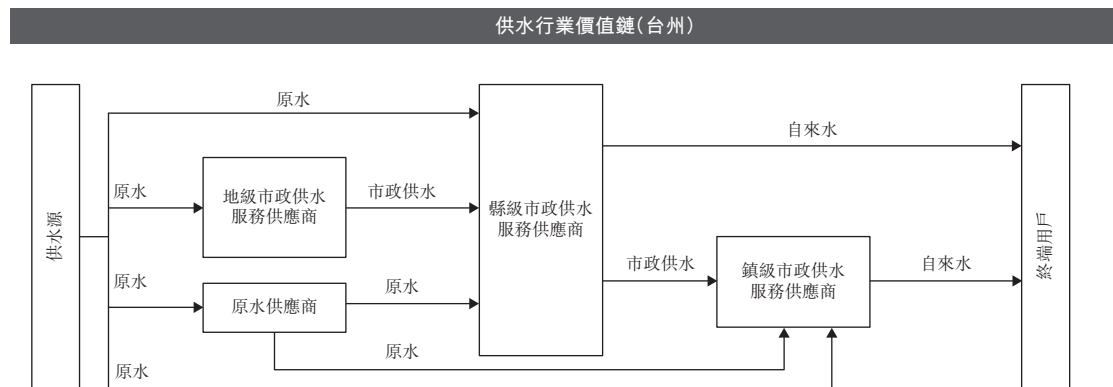 供水行業價值鏈(台州)
原水
自來水
原水
地級市政供水
服務供應商
市政供水
縣級市政供水
服務供應商
供水源
終端用戶
市政供水
鎮級市政供水
服務供應商
自來水
原水
原水供應商
原水
原水
原水